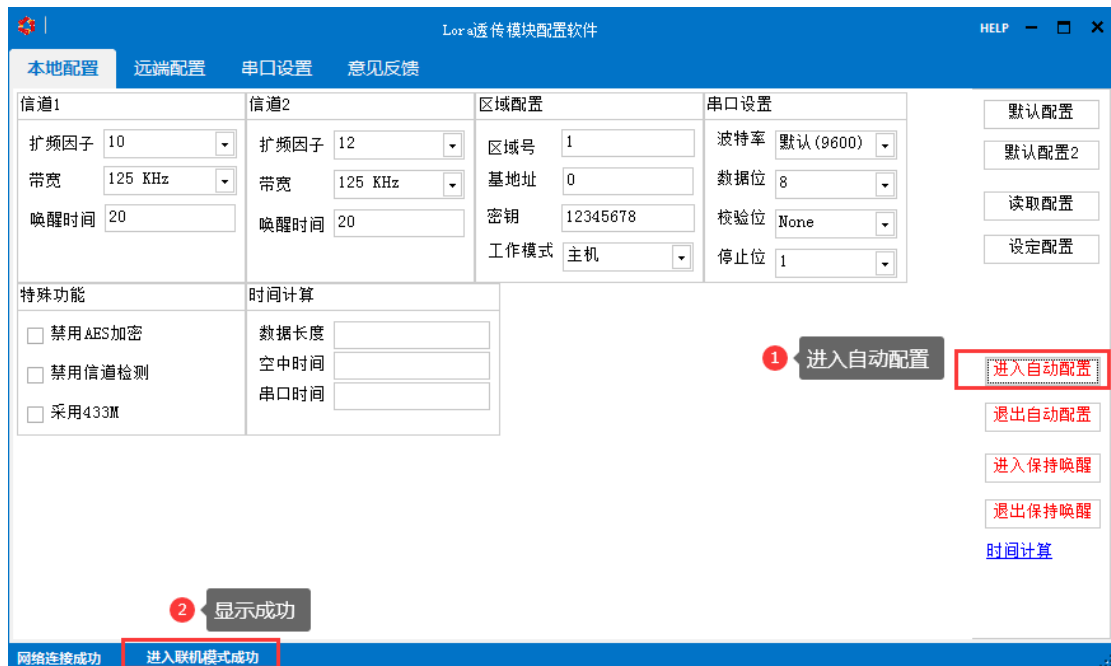 Lora透传模块配置软件
HELP
本地配置 远端配置 串口设置 意见反馈
信道1
扩频因子 10
带宽 125 KHz
唤醒时间 20
信道2
扩频因子 12
带宽 125 KHz
唤醒时间 20
区域配置
区域号 1
基地址 0
密钥 12345678
工作模式 主机
串口设置
波特率 默认(9600)
数据位 8
校验位 None
停止位 1
默认配置
默认配置2
读取配置
设定配置
特殊功能
禁用AES加密
禁用信道检测
采用433M
时间计算
数据长度
空中时间
串口时间
1 进入自动配置
进入自动配置
退出自动配置
进入保持唤醒
退出保持唤醒
时间计算
2 显示成功
网络连接成功 进入联机模式成功